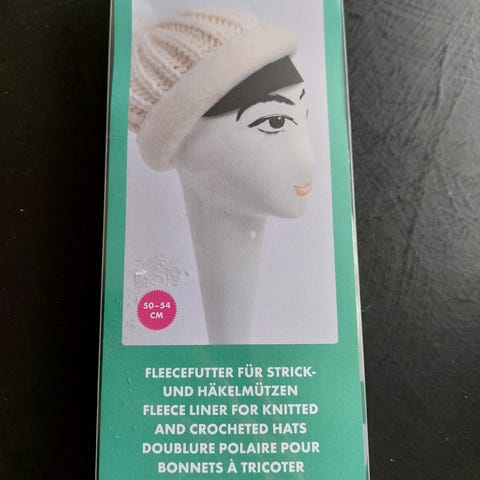 50–54
CM
FLEECEFUTTER FÜR STRICK-
UND HÄKELMÜTZEN
FLEECE LINER FOR KNITTED
AND CROCHETED HATS
DOUBLURE POLAIRE POUR
BONNETS À TRICOTER